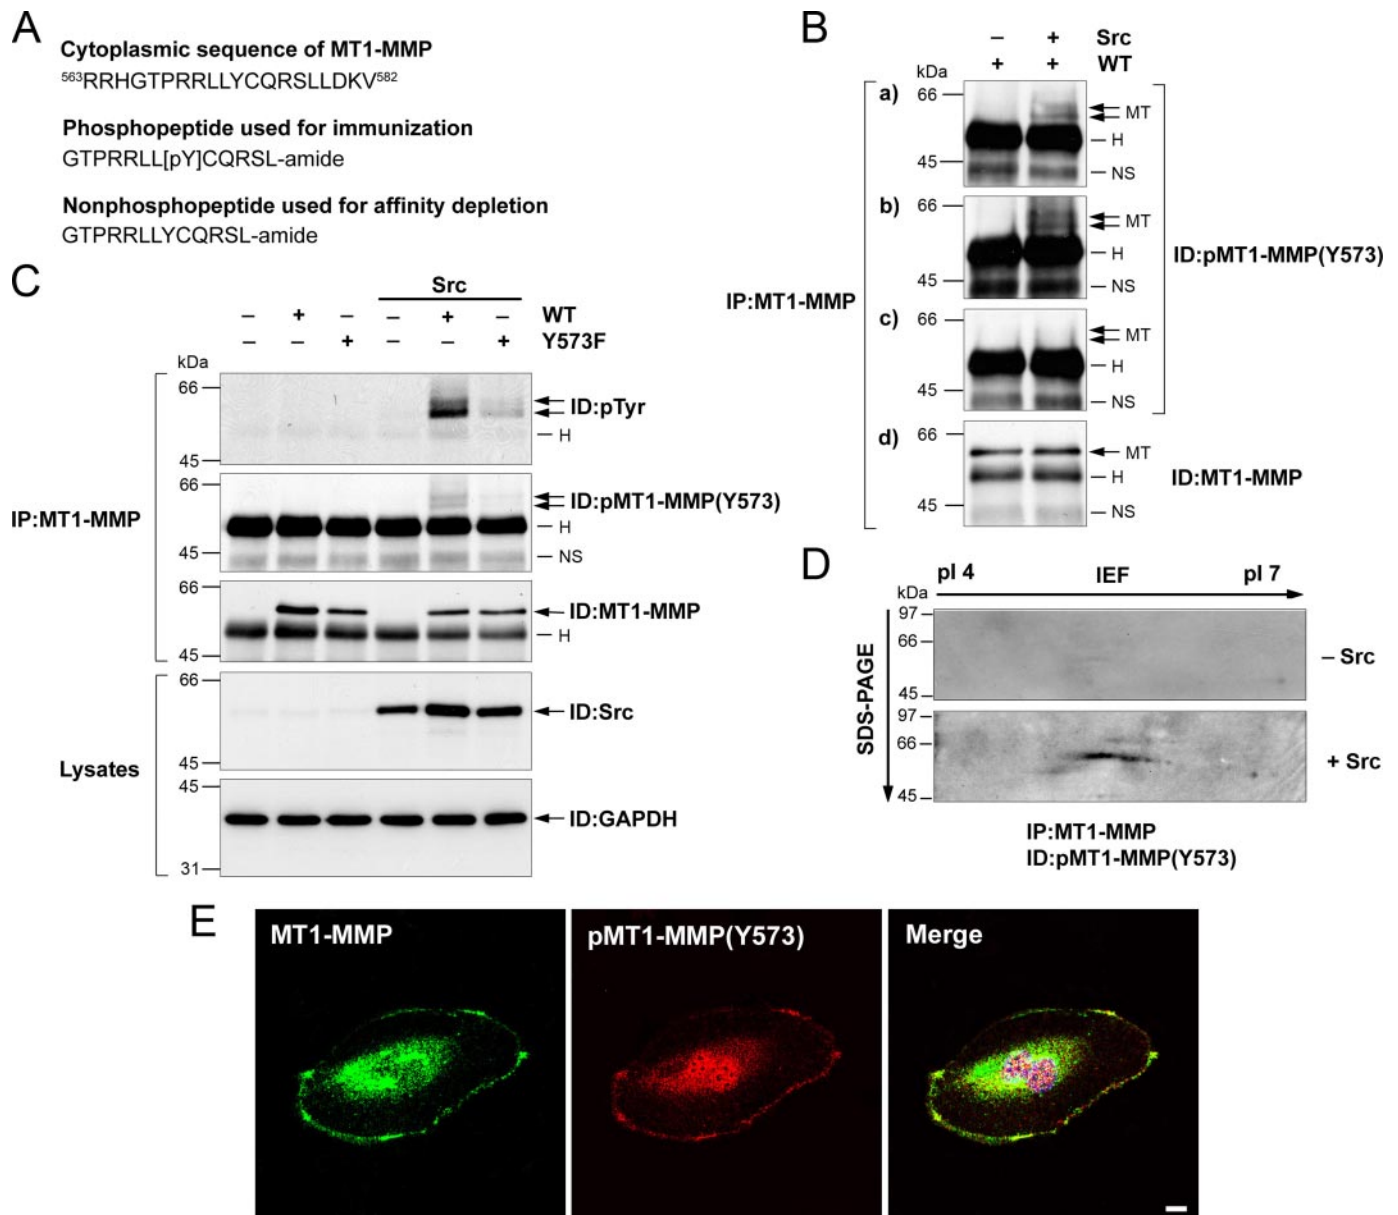 A
Cytoplasmic sequence of MT1-MMP
563RRHGTPRRLLYCQRSLLDKV582
Phosphopeptide used for immunization
GTPRRLL[pY]CQRSL-amide
Nonphosphopeptide used for affinity depletion
GTPRRLLYCQRSL-amide
B
– + Src
+ + WT
kDa
a)
66
45
MT
H
NS
b)
66
45
MT
H
NS
c)
66
45
MT
H
NS
d)
66
45
MT
H
NS
IP:MT1-MMP
ID:pMT1-MMP(Y573)
ID:MT1-MMP
C
Src
– + – – + – WT
– – + – – + Y573F
kDa
66
45
ID:pTyr
H
66
45
ID:pMT1-MMP(Y573)
H
NS
66
45
ID:MT1-MMP
H
IP:MT1-MMP
66
45
ID:Src
45
31
ID:GAPDH
Lysates
D
pI 4 IEF pI 7
kDa
97
66
45
– Src
97
66
45
+ Src
SDS-PAGE
IP:MT1-MMP
ID:pMT1-MMP(Y573)
E
MT1-MMP
pMT1-MMP(Y573)
Merge